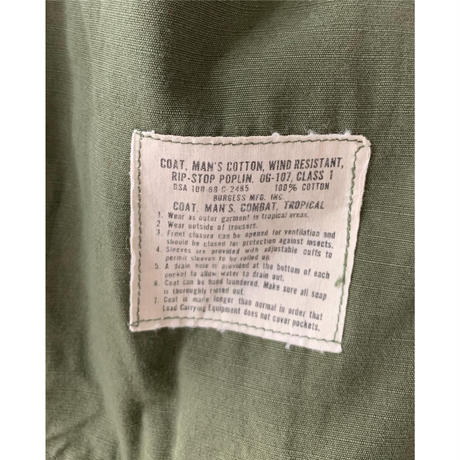 COAT, MAN'S COTTON, WIND RESISTANT,
RIP-STOP POPLIN, OG-107, CLASS 1
DSA 100 68 C-2485 100% COTTON
BURGESS MFG. INC.
COAT, MAN'S, COMBAT, TROPICAL
1. Wear as outer garment in tropical areas.
2. Wear outside of trousers.
3. Front closure can be opened for ventilation and
should be closed for protection against insects.
4. Sleeves are provided with adjustable cuffs to
permit sleeves to be rolled up.
5. A drain hole is provided at the bottom of each
pocket to allow water to drain out.
6. Coat can be hand laundered. Make sure all soap
is thoroughly rinsed out.
7. Coat is made longer than normal in order that
Load Carrying Equipment does not cover pockets.